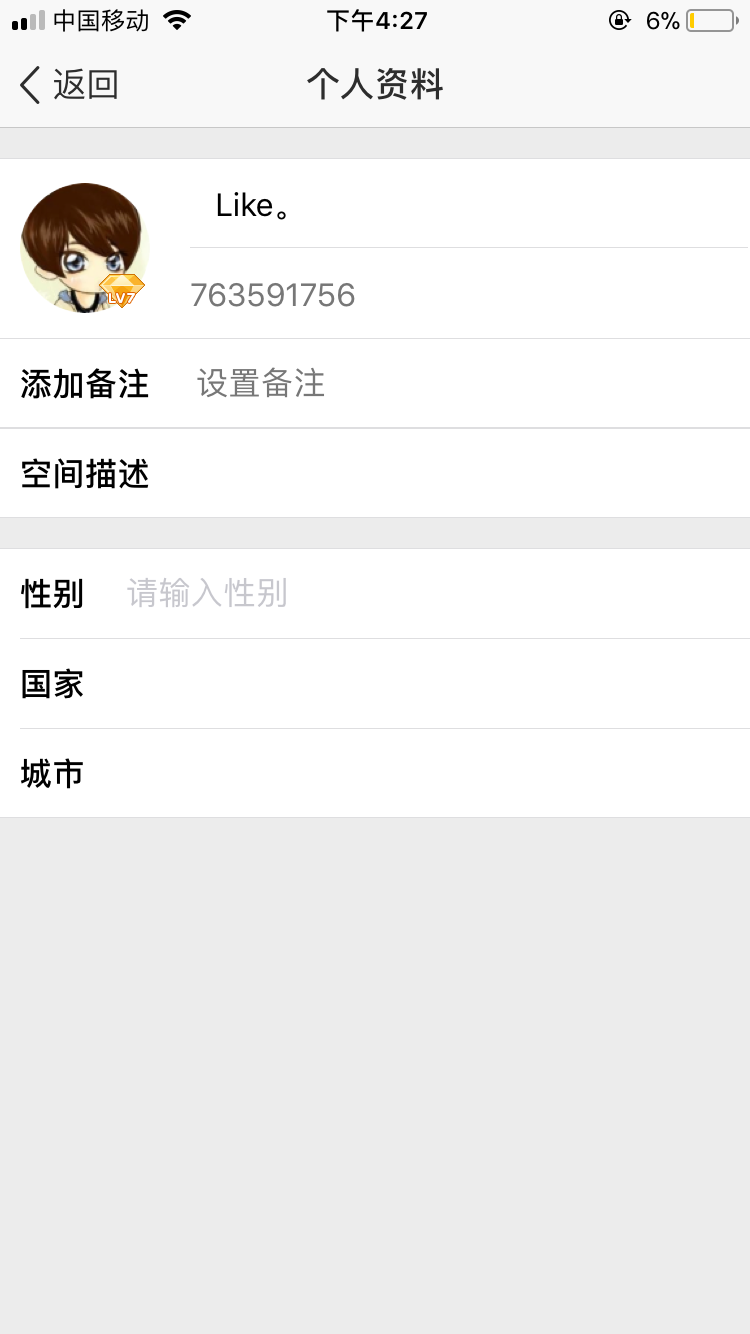 中国移动 下午4:27 6%
返回 个人资料
Like。
LV7
763591756
添加备注 设置备注
空间描述
性别 请输入性别
国家
城市